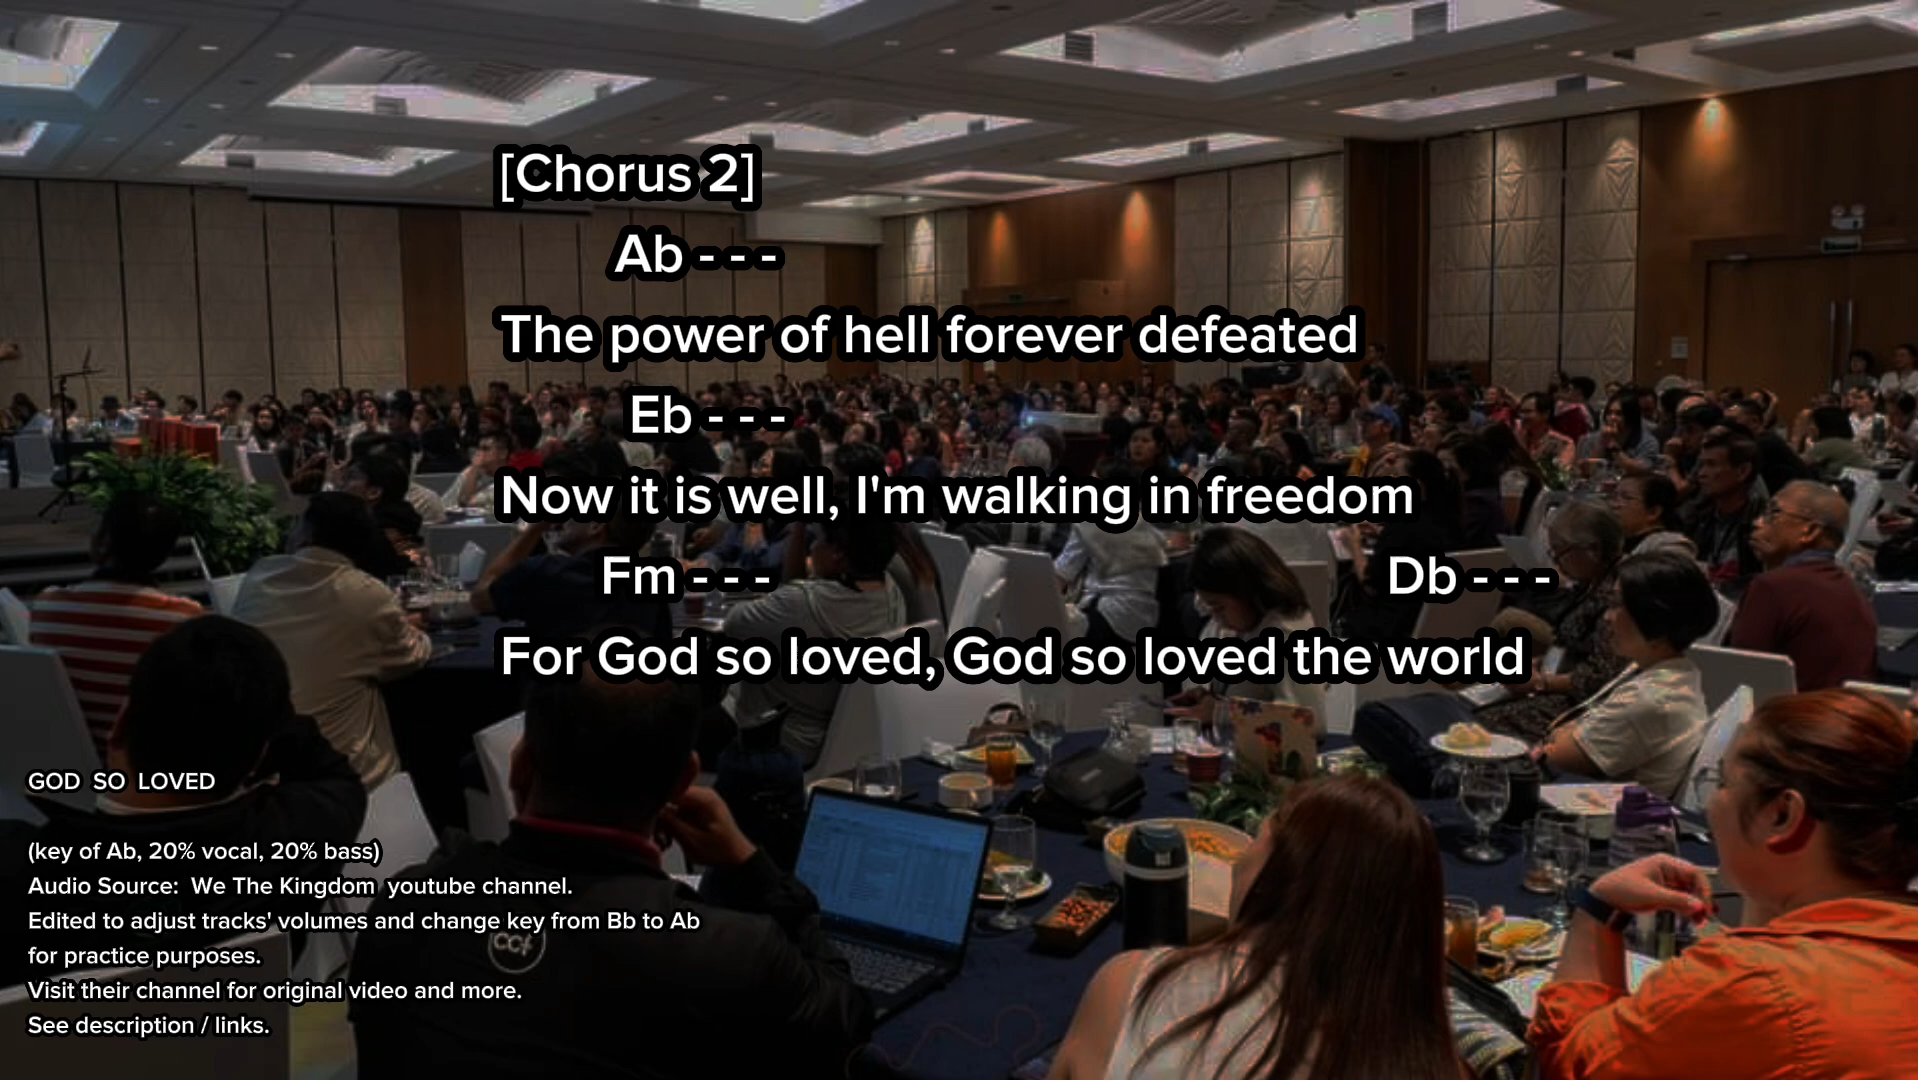 [Chorus 2]
Ab - - -
The power of hell forever defeated
Eb - - -
Now it is well, I'm walking in freedom
Fm - - - Db - - -
For God so loved, God so loved the world
GOD SO LOVED
(key of Ab, 20% vocal, 20% bass)
Audio Source: We The Kingdom youtube channel.
Edited to adjust tracks' volumes and change key from Bb to Ab
for practice purposes.
Visit their channel for original video and more.
See description / links.